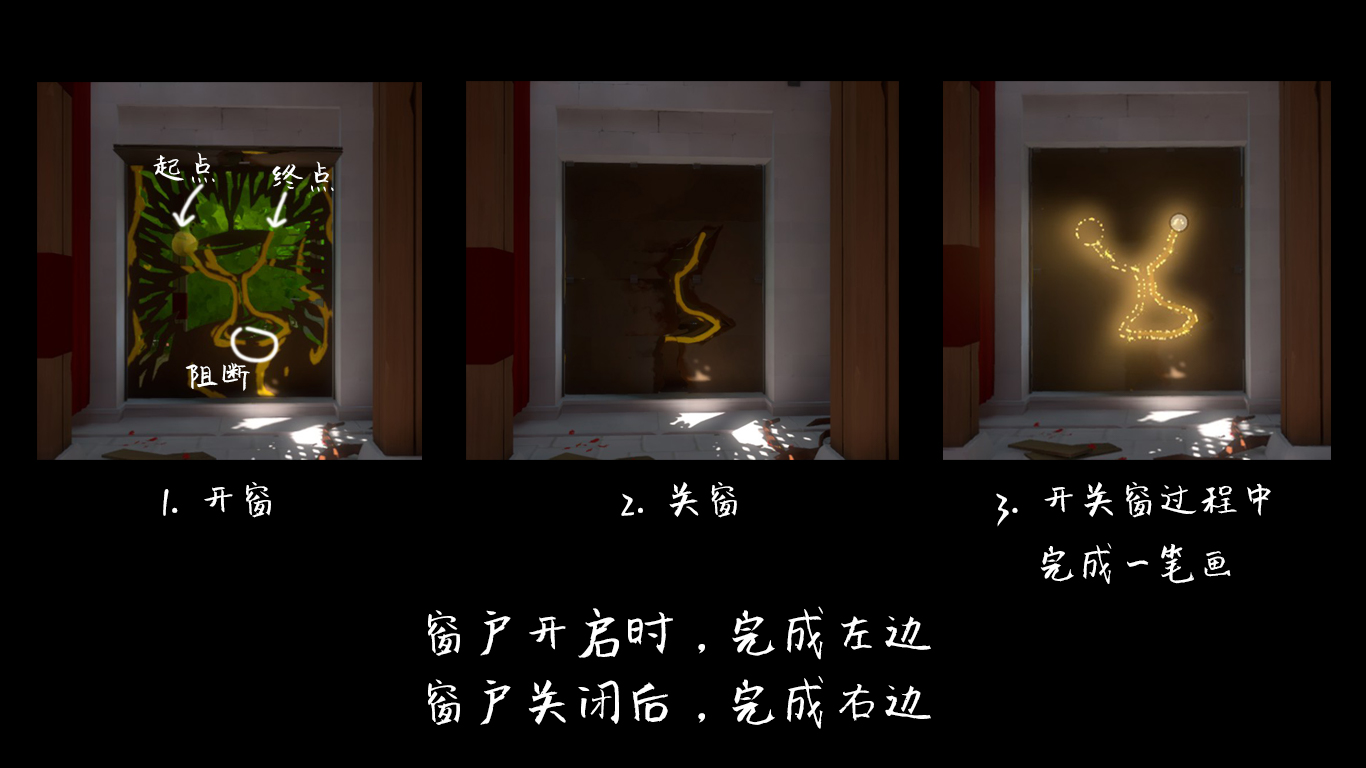 起点
终点
阻断
1. 开窗
2. 关窗
3. 开关窗过程中
完成一笔画
窗户开启时，完成左边
窗户关闭后，完成右边